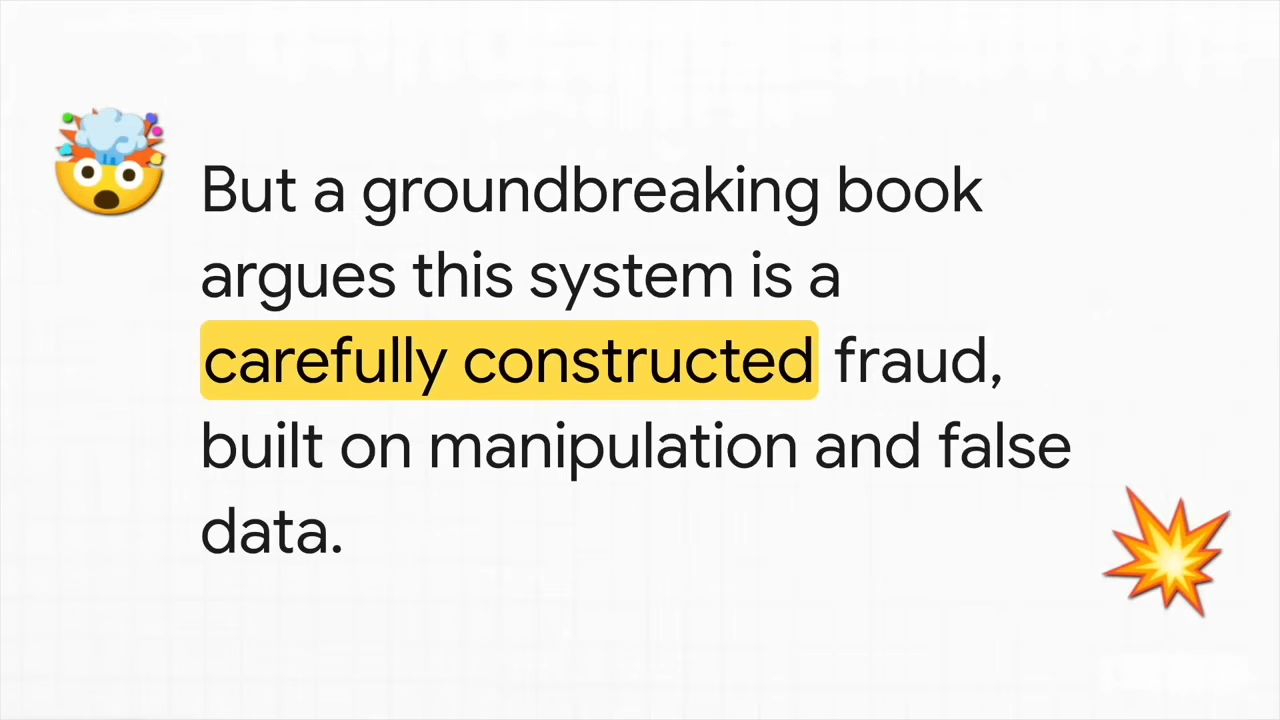 But a groundbreaking book
argues this system is a
carefully constructed fraud,
built on manipulation and false
data.